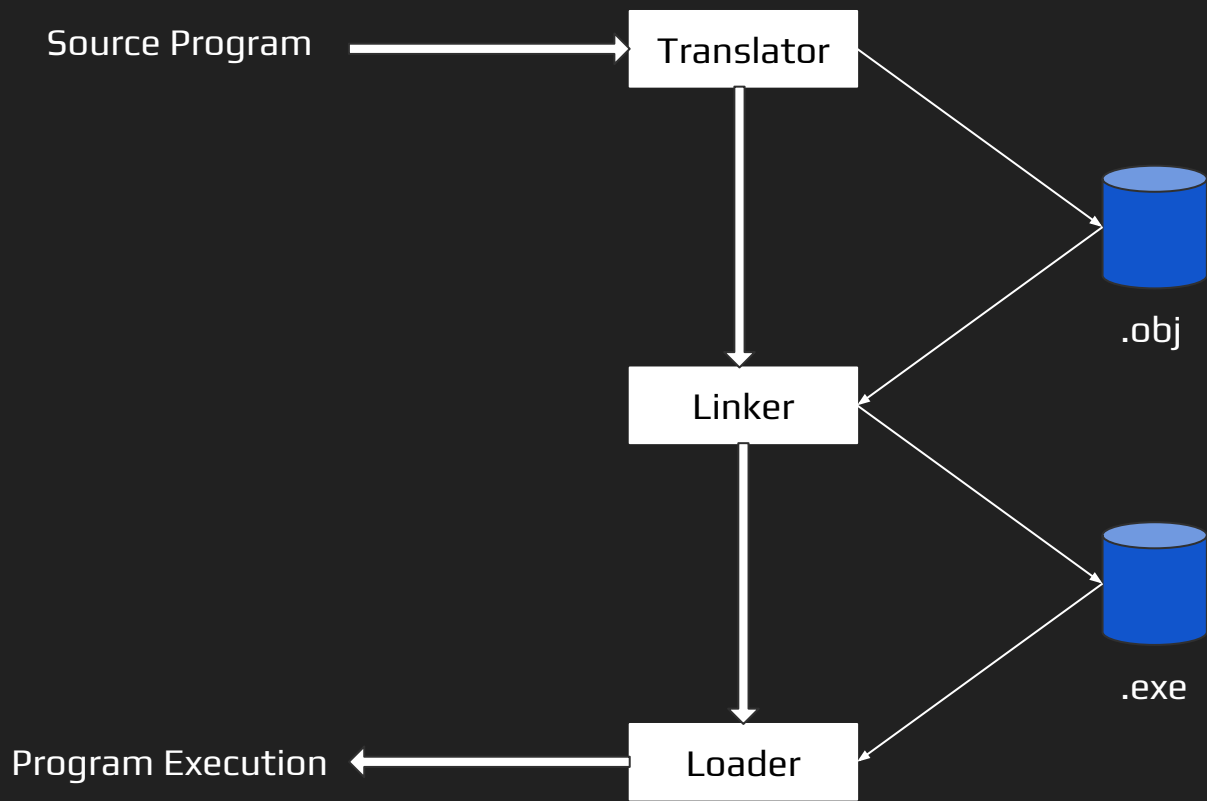 Source Program
Translator
.obj
Linker
.exe
Program Execution
Loader